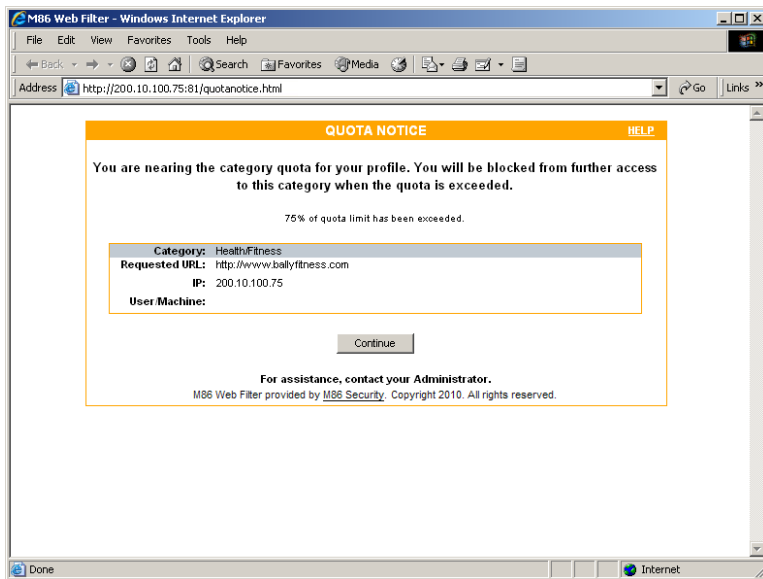 M86 Web Filter - Windows Internet Explorer
File Edit View Favorites Tools Help
Back Search Favorites Media
Address http://200.10.100.75:81/quotanotice.html Go Links »
QUOTA NOTICE HELP
You are nearing the category quota for your profile. You will be blocked from further access
to this category when the quota is exceeded.
75% of quota limit has been exceeded.
Category: Health/Fitness
Requested URL: http://www.ballyfitness.com
IP: 200.10.100.75
User/Machine:
Continue
For assistance, contact your Administrator.
M86 Web Filter provided by M86 Security. Copyright 2010. All rights reserved.
Done Internet